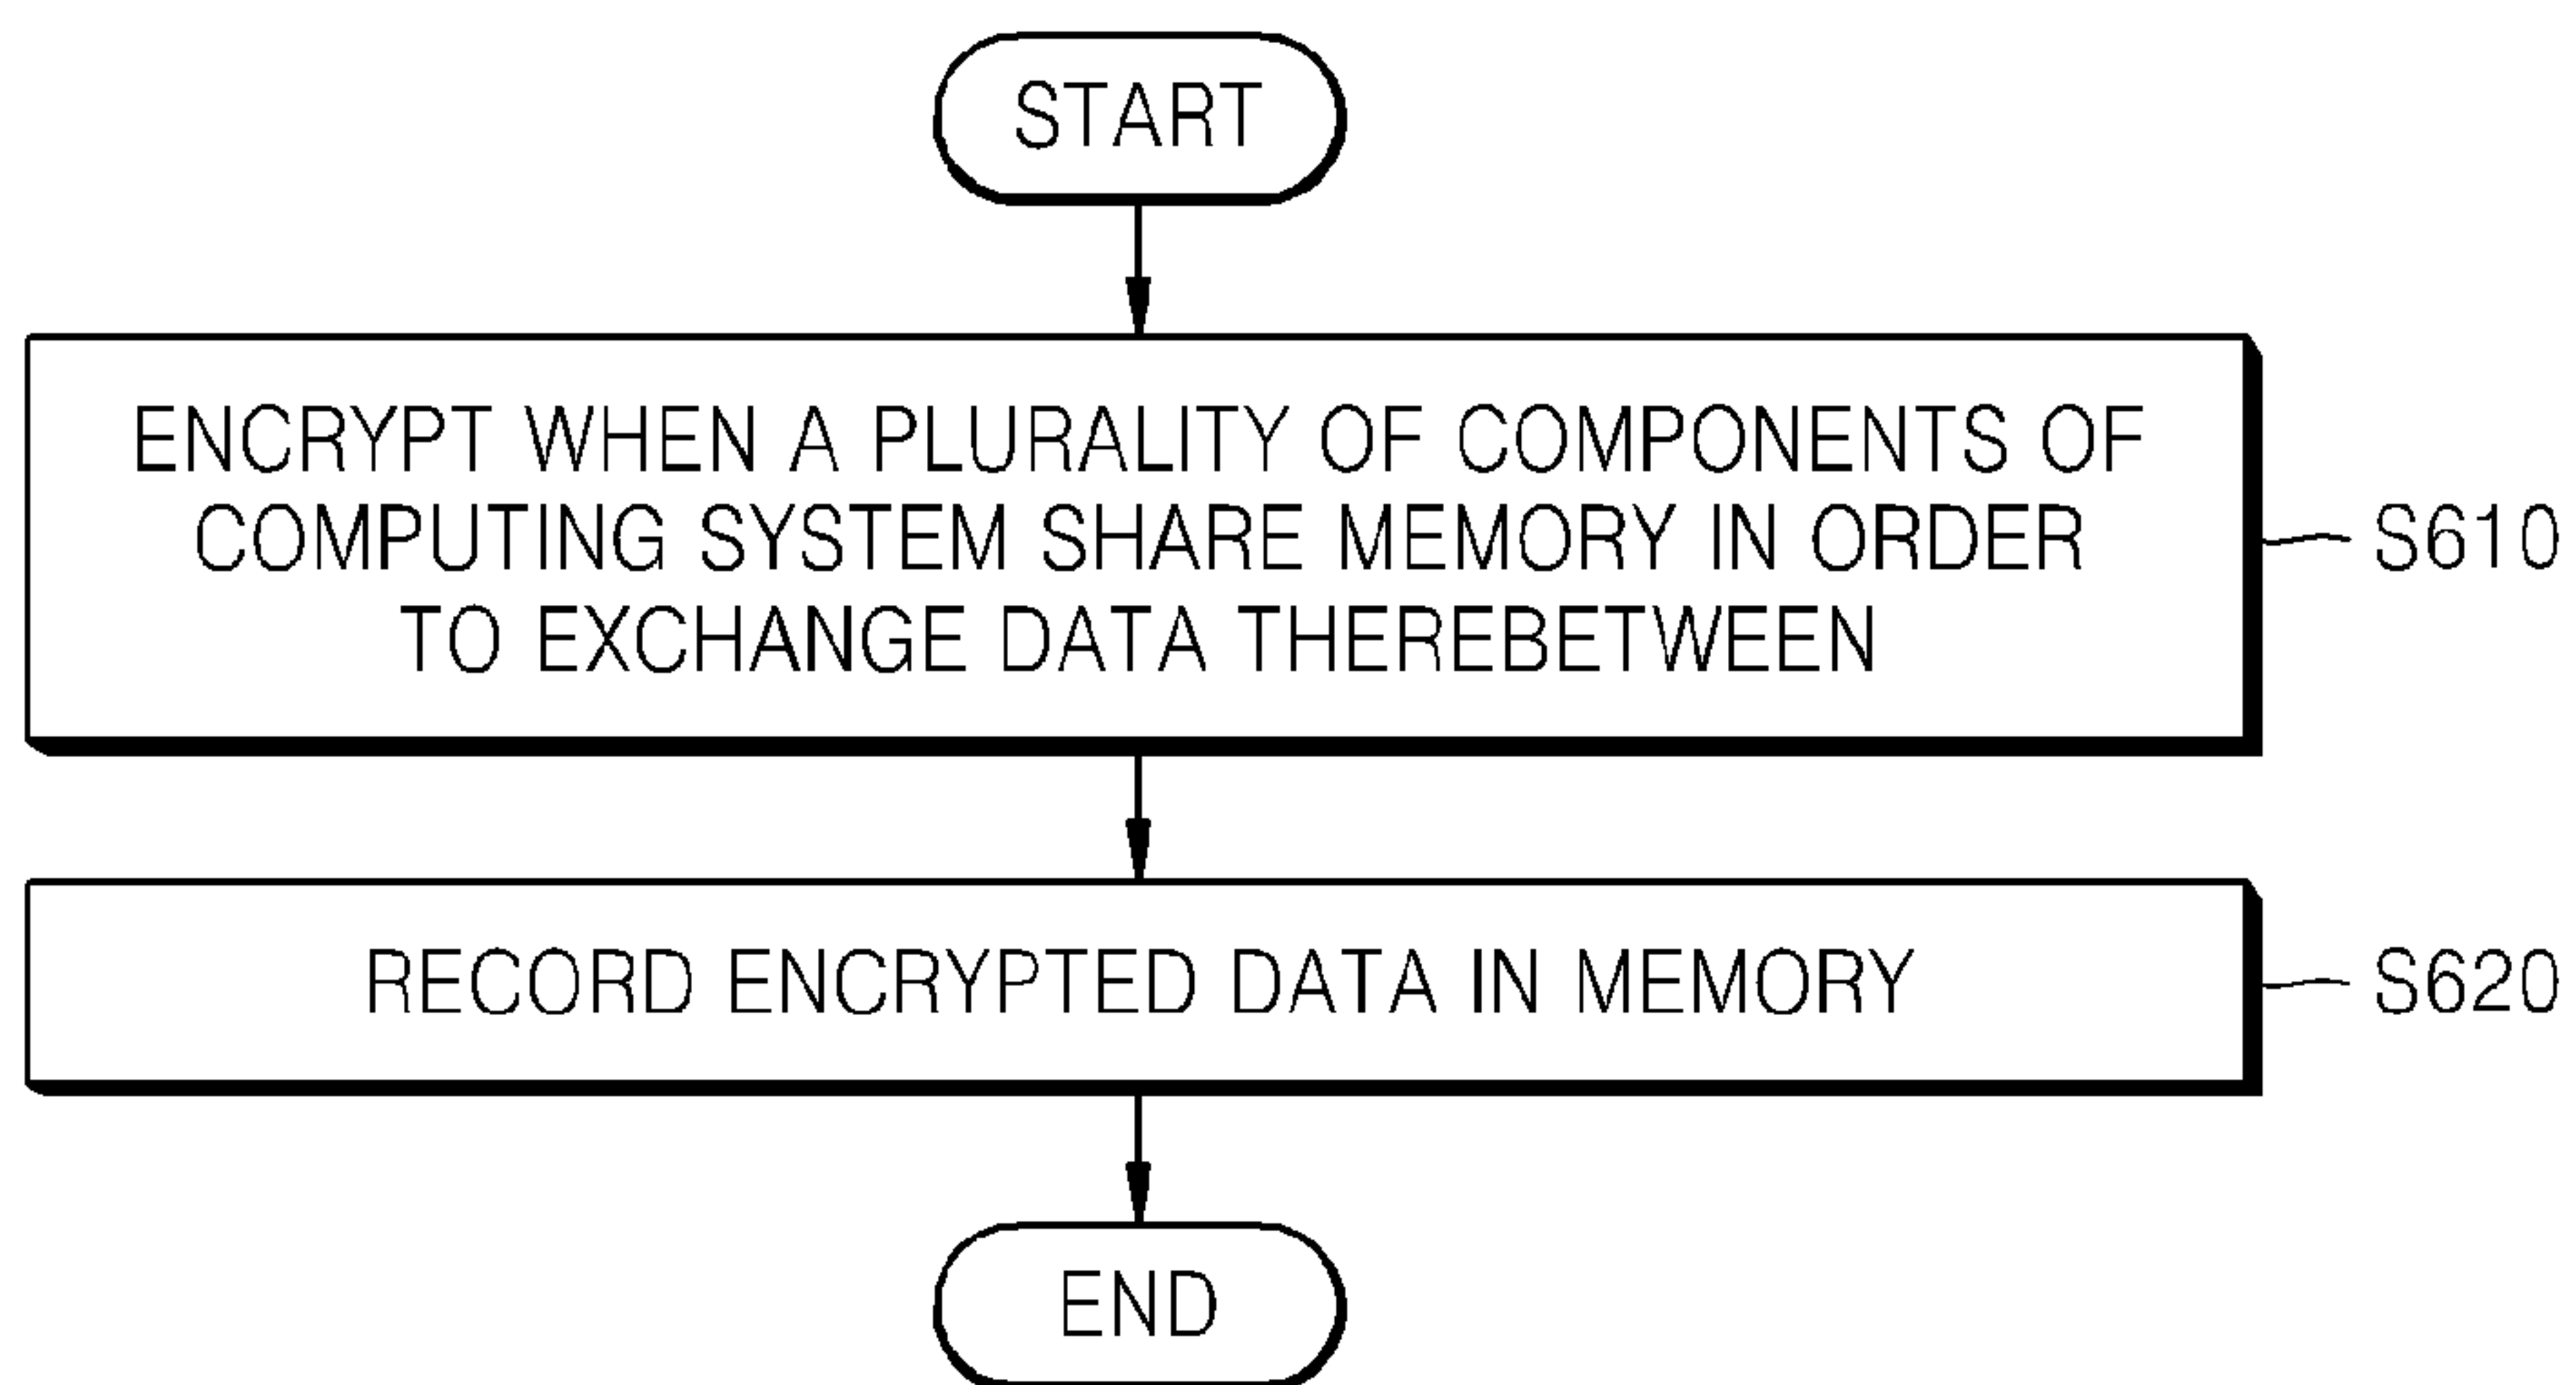 START
ENCRYPT WHEN A PLURALITY OF COMPONENTS OF
COMPUTING SYSTEM SHARE MEMORY IN ORDER
TO EXCHANGE DATA THEREBETWEEN
S610
RECORD ENCRYPTED DATA IN MEMORY
S620
END